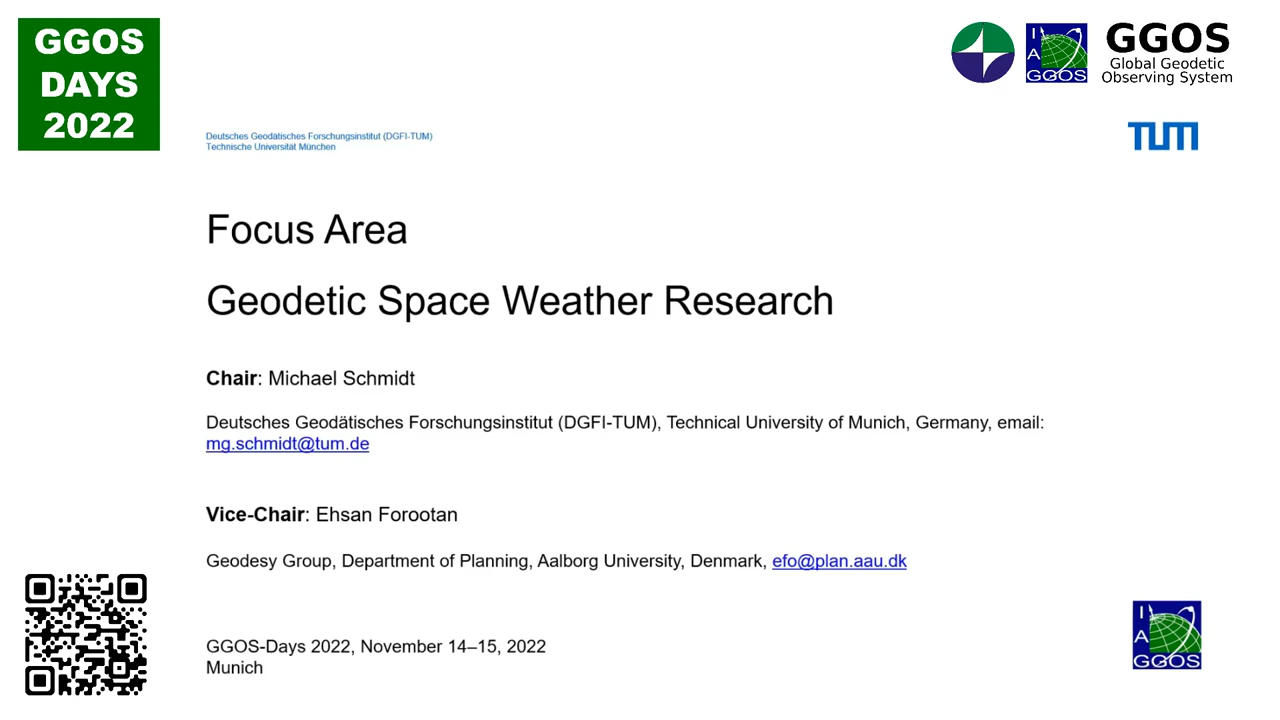 GGOS
DAYS
2022
I
A
GGOS
GGOS
Global Geodetic
Observing System
Deutsches Geodätisches Forschungsinstitut (DGFI-TUM)
Technische Universität München
TUM
Focus Area
Geodetic Space Weather Research
Chair: Michael Schmidt
Deutsches Geodätisches Forschungsinstitut (DGFI-TUM), Technical University of Munich, Germany, email:
mg.schmidt@tum.de
Vice-Chair: Ehsan Forootan
Geodesy Group, Department of Planning, Aalborg University, Denmark, efo@plan.aau.dk
GGOS-Days 2022, November 14–15, 2022
Munich
I
A
GGOS